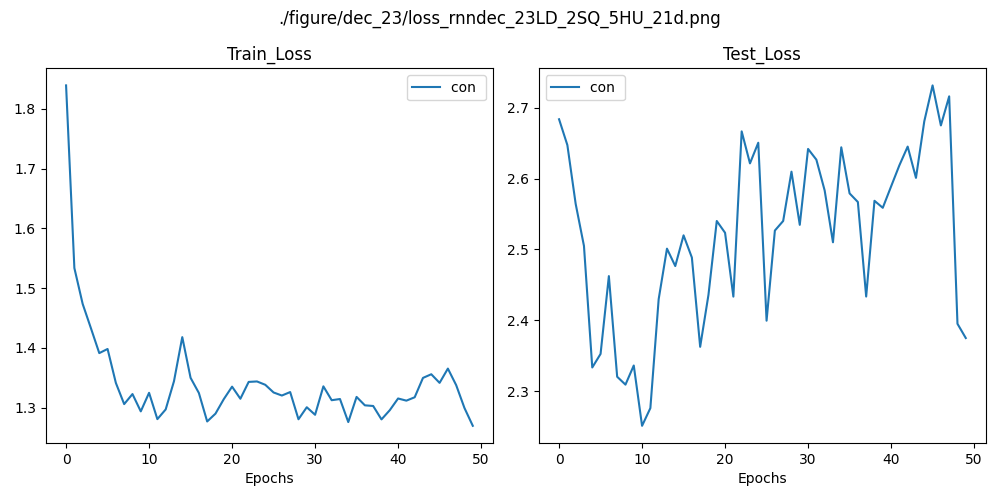 ./figure/dec_23/loss_rnndec_23LD_2SQ_5HU_21d.png
Train_Loss
con
1.8
1.7
1.6
1.5
1.4
1.3
0 10 20 30 40 50
Epochs
Test_Loss
con
2.7
2.6
2.5
2.4
2.3
0 10 20 30 40 50
Epochs